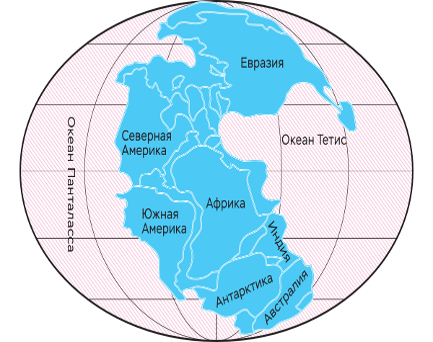 Евразия
Океан Тетис
Северная
Америка
Океан Панталасса
Африка
Южная
Америка
Индия
Антарктика
Австралия